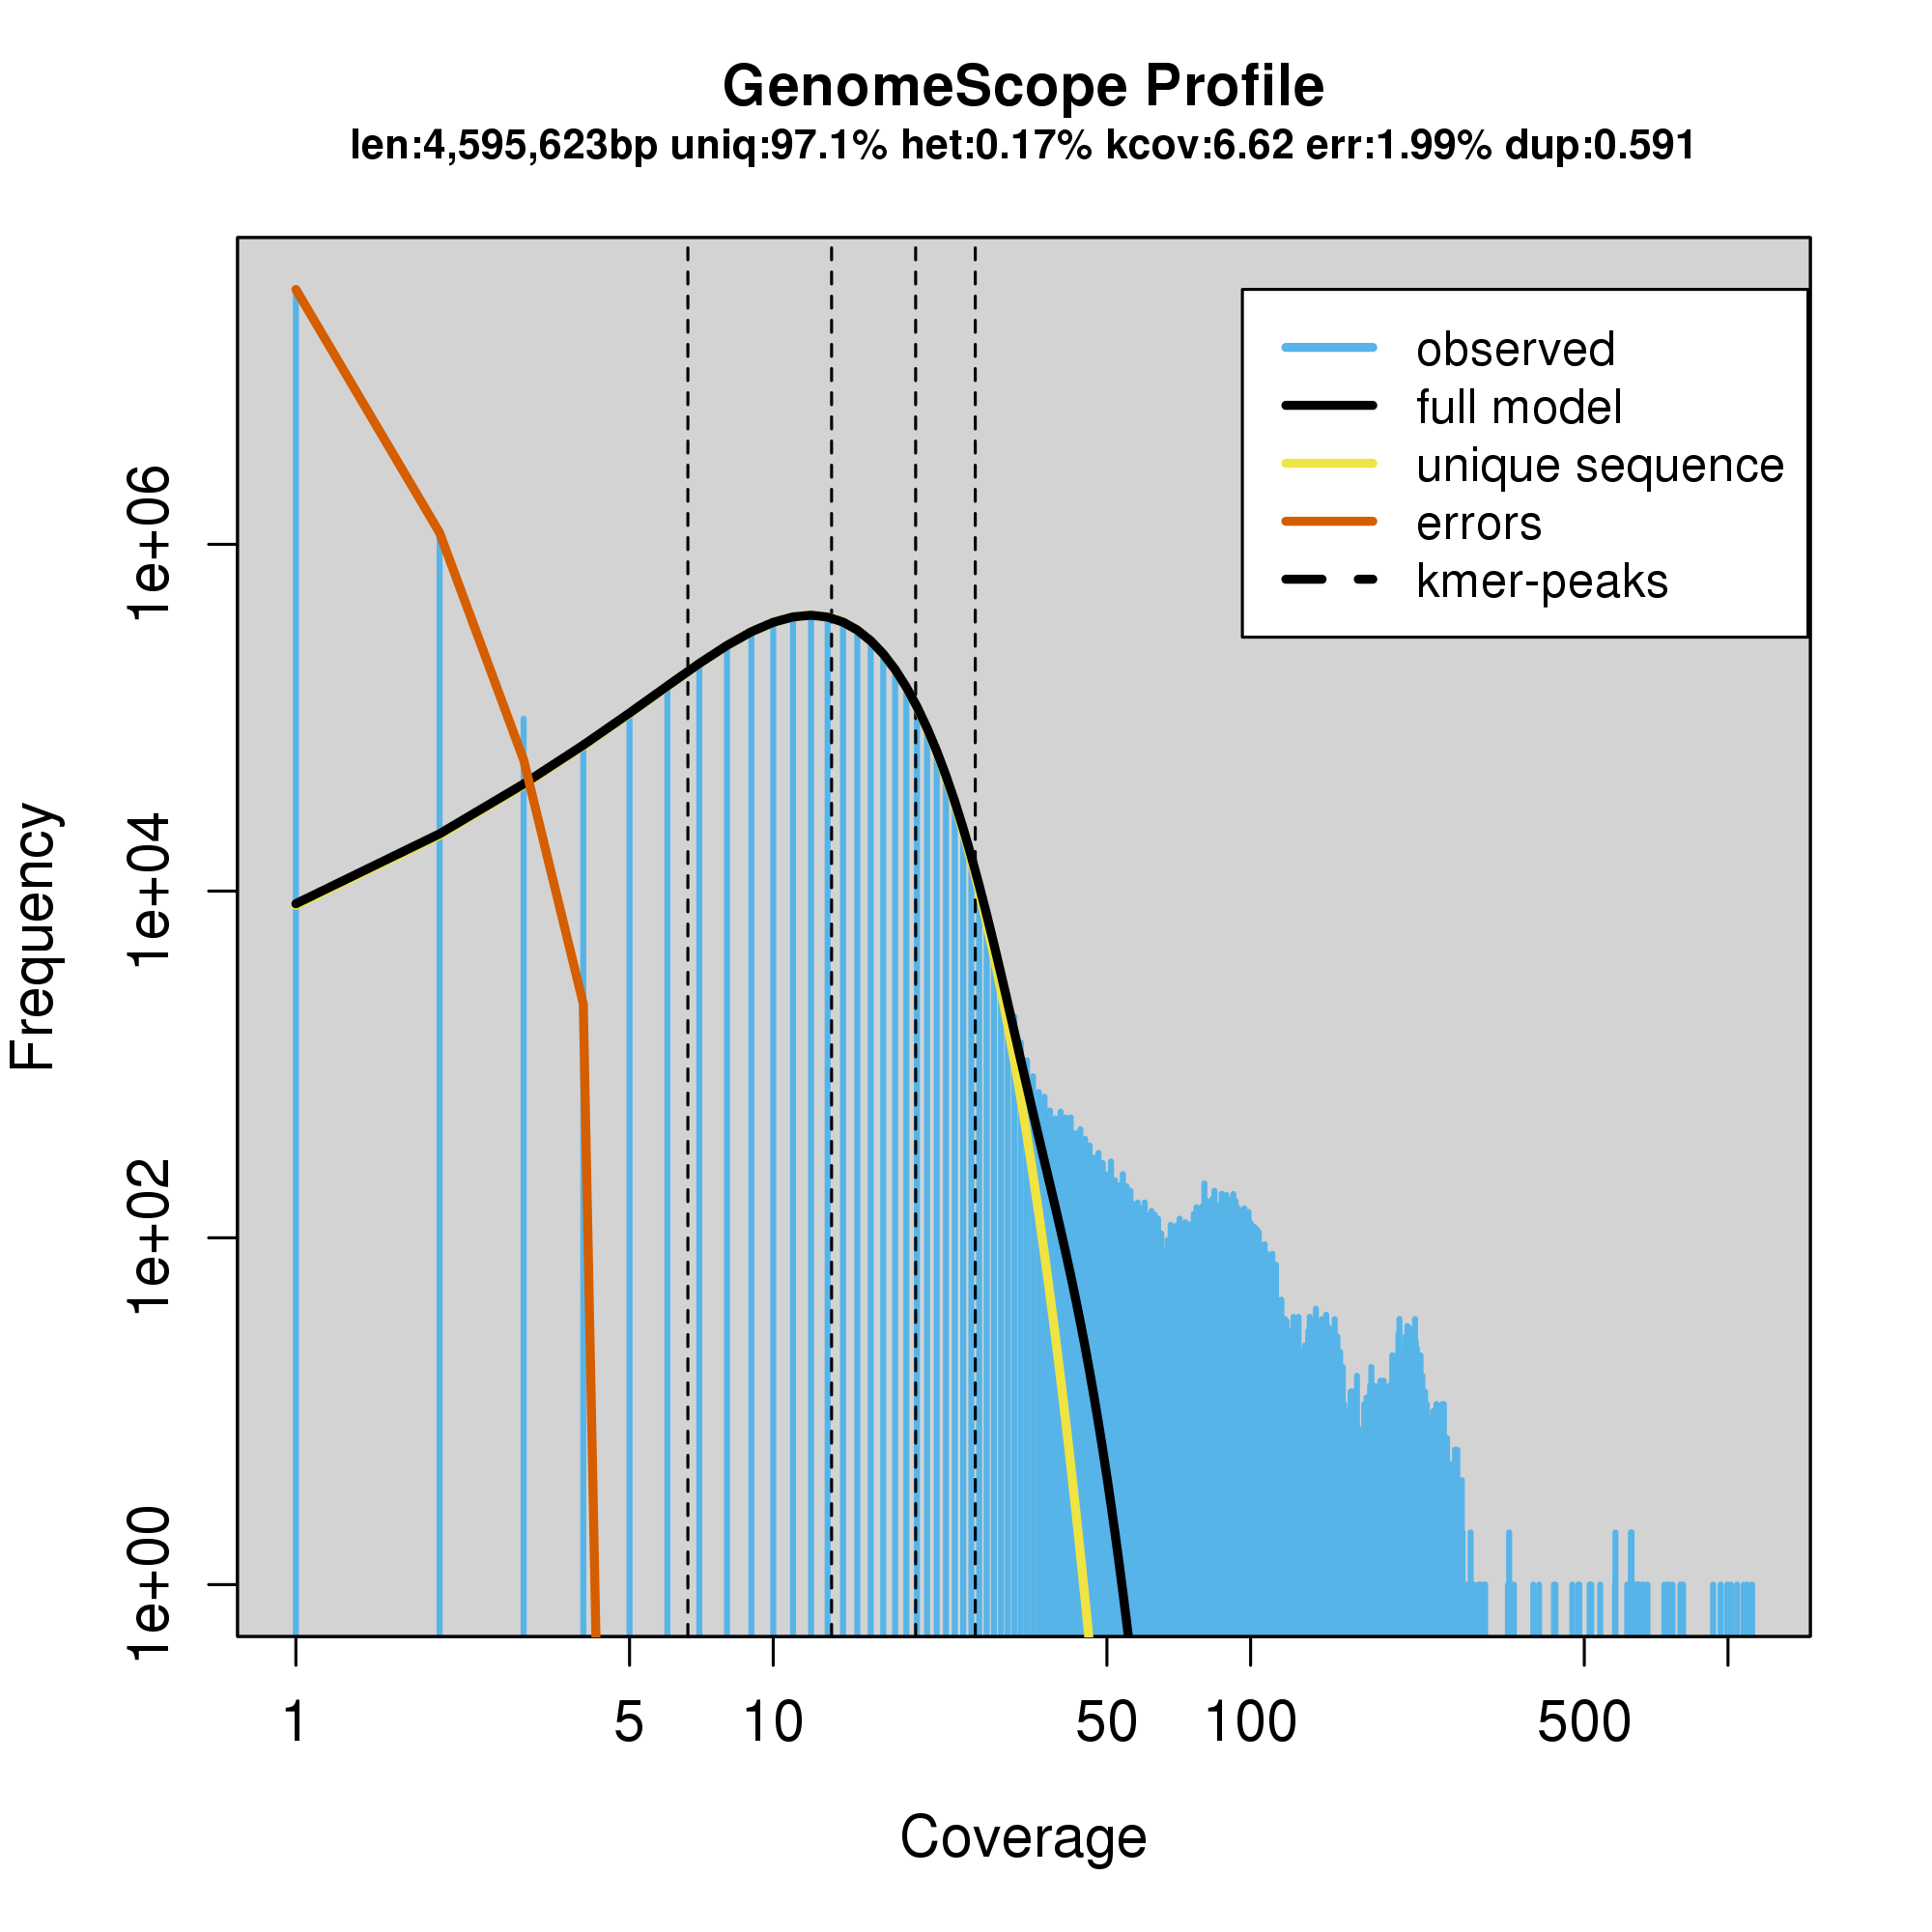 GenomeScope Profile
len:4,595,623bp uniq:97.1% het:0.17% kcov:6.62 err:1.99% dup:0.591
observed
full model
unique sequence
errors
kmer-peaks
Frequency
1e+06
1e+04
1e+02
1e+00
1 5 10 50 100 500
Coverage